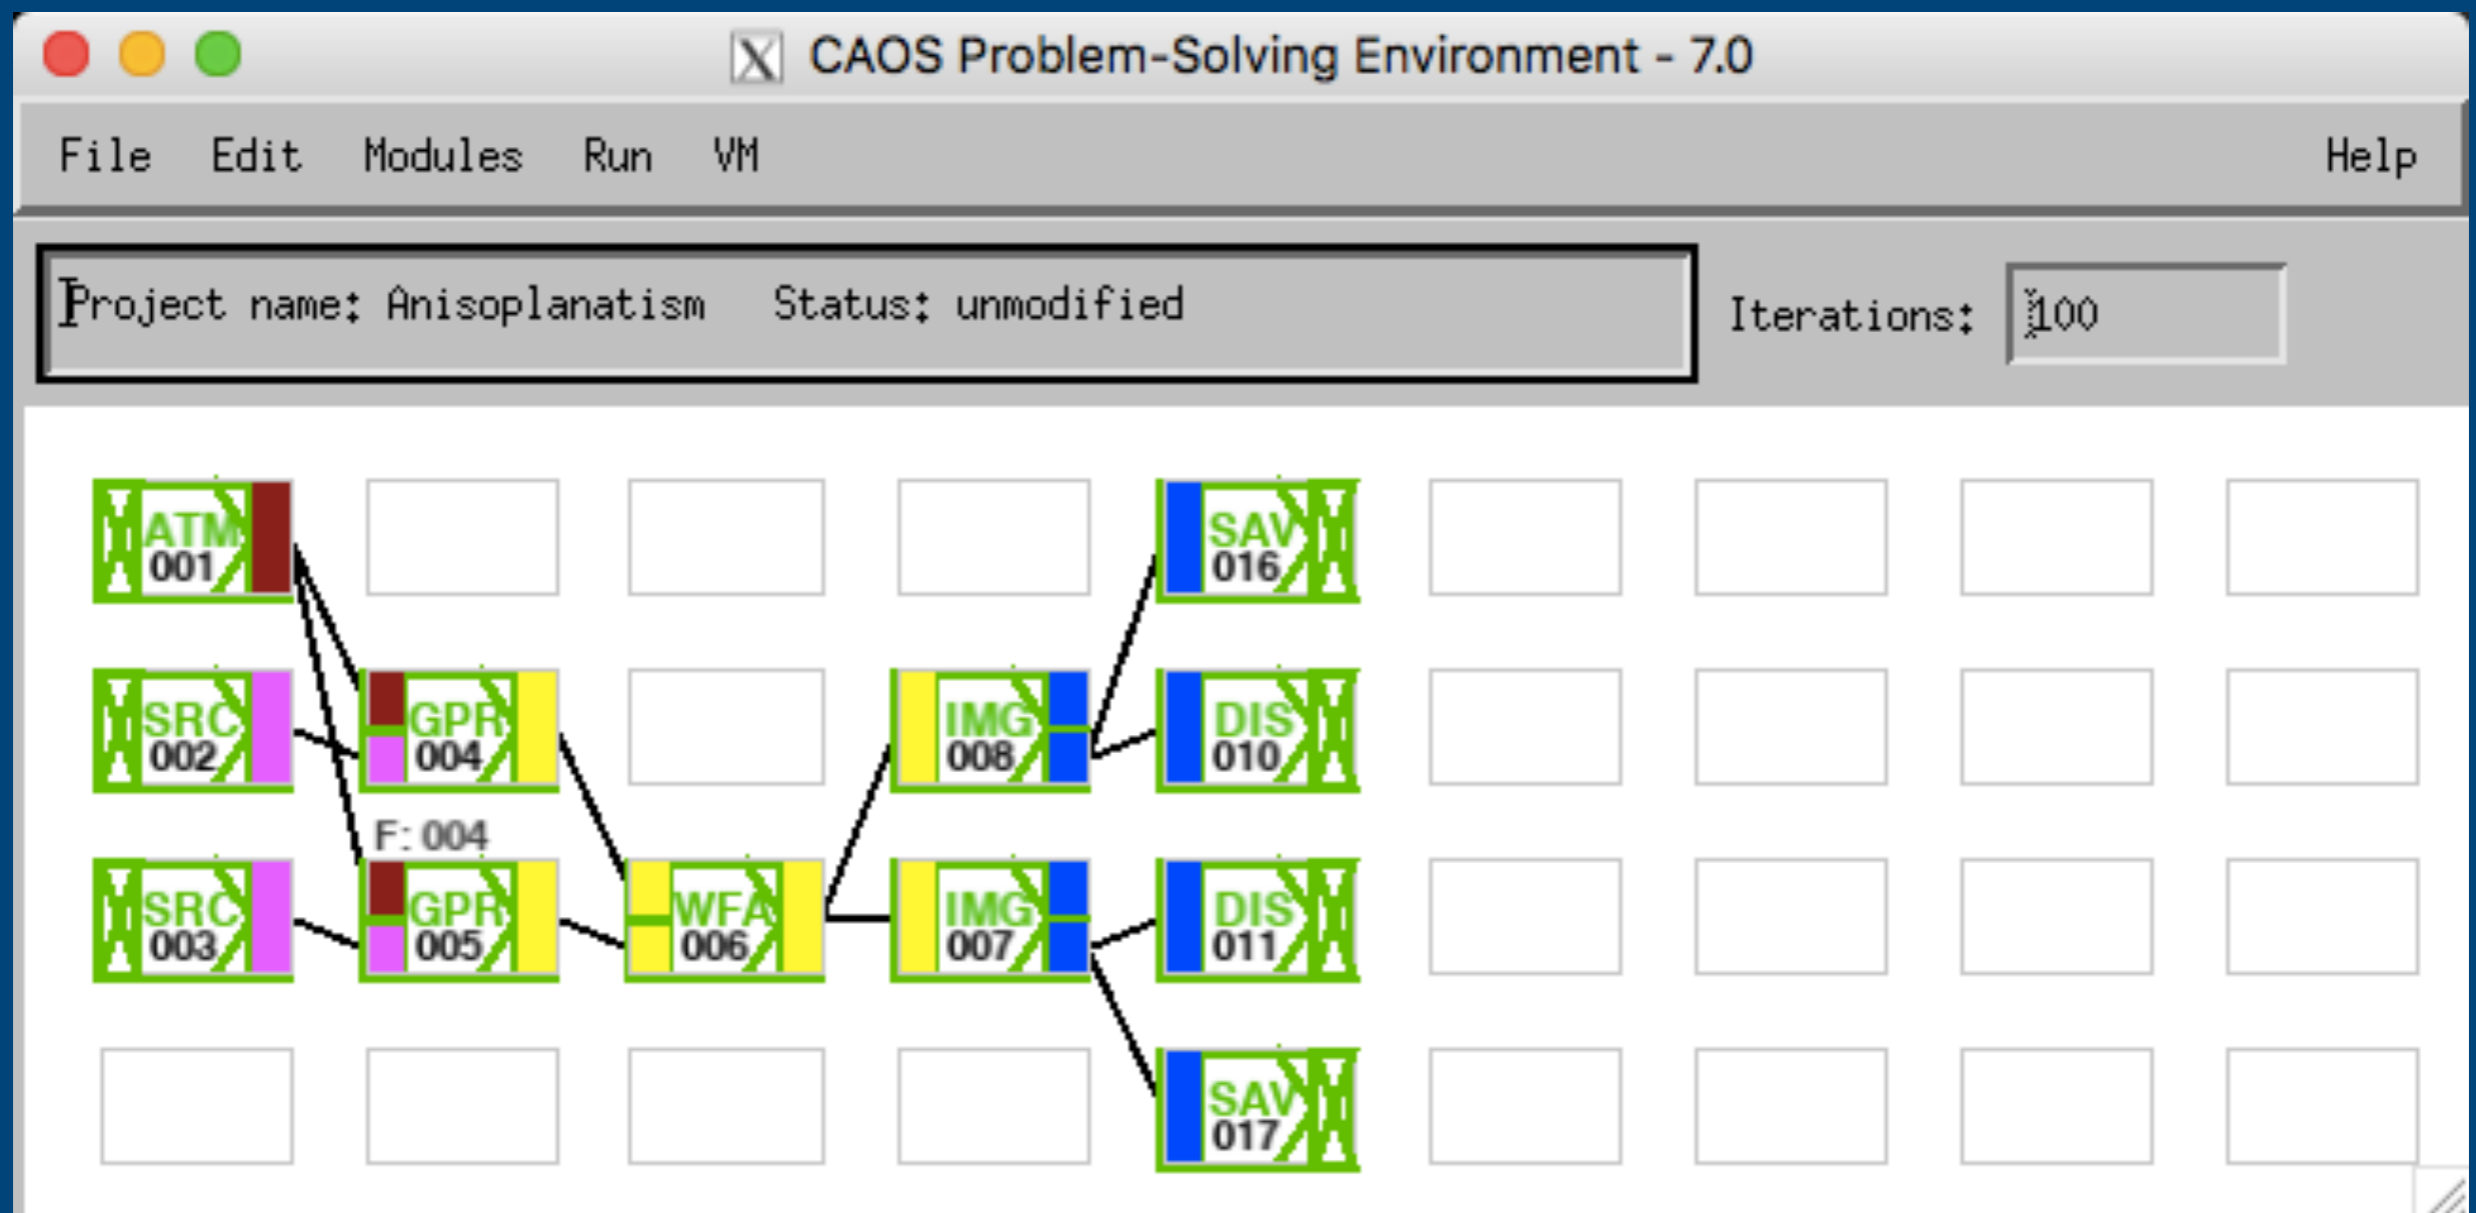 CAOS Problem-Solving Environment - 7.0
File Edit Modules Run VM Help
Project name: Anisoplanatism Status: unmodified Iterations: 100
ATM SAV
001 016
SRC GPR IMG DIS
002 004 008 010
F: 004
SRC GPR WFA IMG DIS
003 005 006 007 011
SAV
017